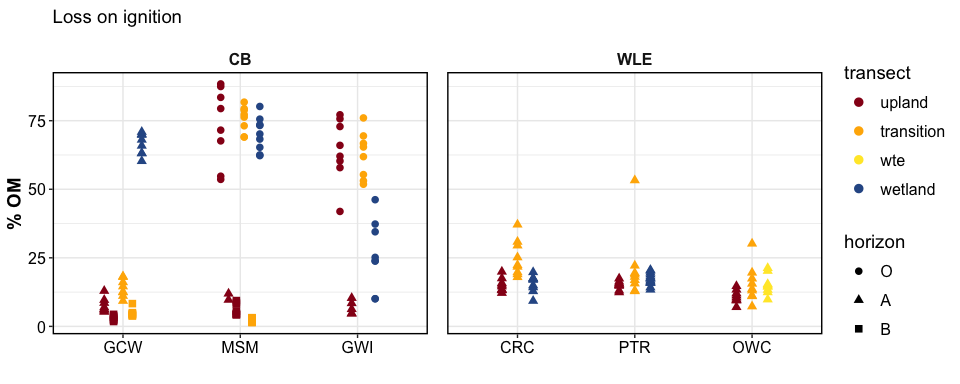 Loss on ignition
CB
WLE
% OM
75
50
25
0
GCW
MSM
GWI
CRC
PTR
OWC
transect
upland
transition
wte
wetland
horizon
O
A
B